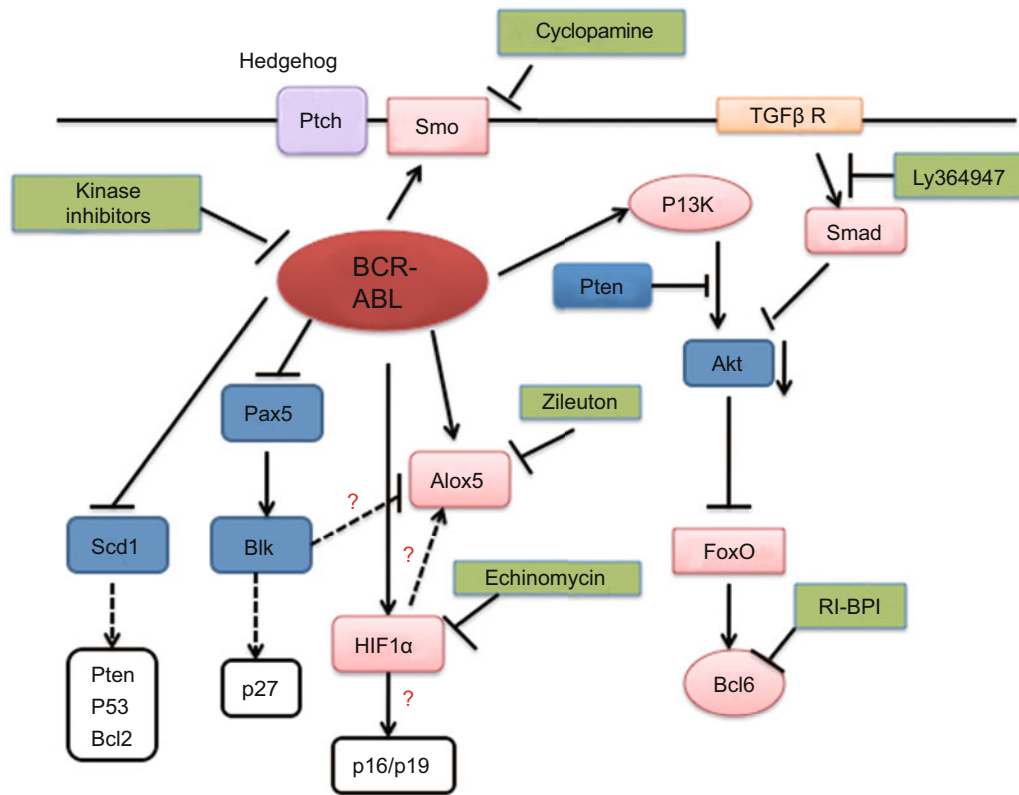 Cyclopamine
Hedgehog
Ptch
Smo
TGFβ R
Kinase
inhibitors
Ly364947
P13K
Smad
BCR-
ABL
Pten
Akt
Pax5
Zileuton
Alox5
?
Scd1
Blk
?
FoxO
Echinomycin
RI-BPI
HIF1α
Pten
P53
Bcl2
p27
?
Bcl6
p16/p19